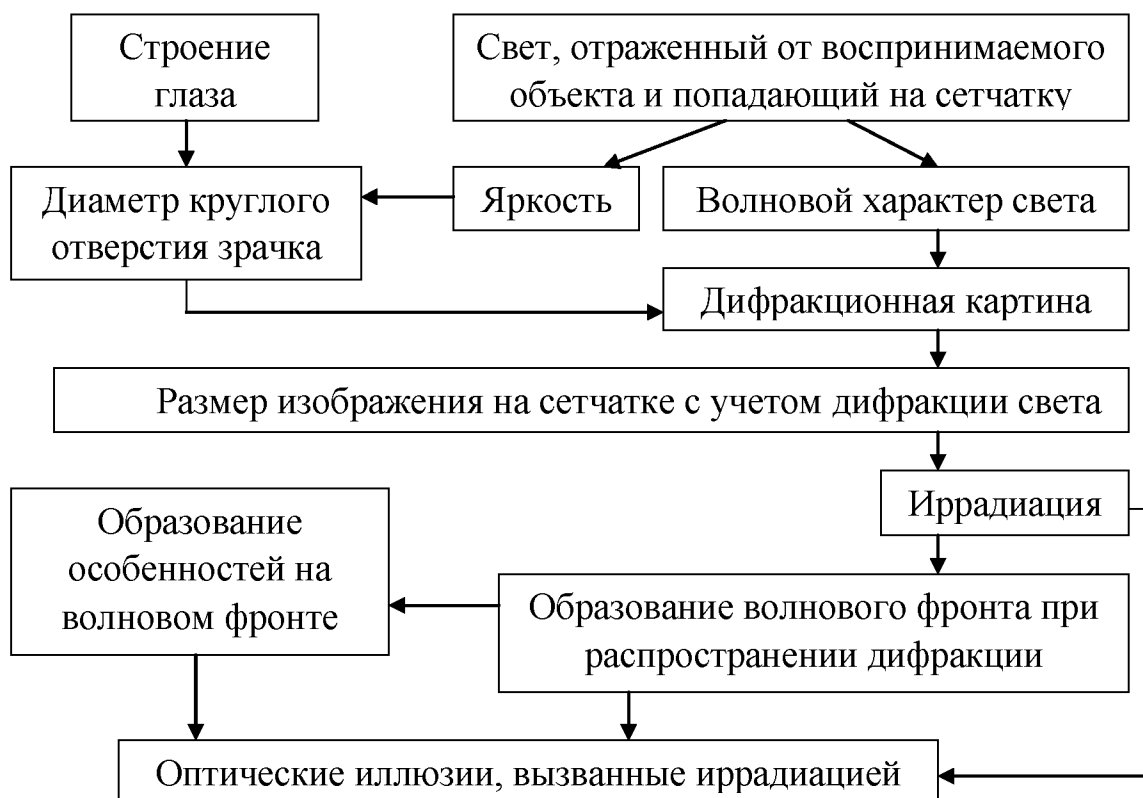 Строение
глаза
Свет, отраженный от воспринимаемого
объекта и попадающий на сетчатку
Диаметр круглого
отверстия зрачка
Яркость
Волновой характер света
Дифракционная картина
Размер изображения на сетчатке с учетом дифракции света
Иррадиация
Образование
особенностей на
волновом фронте
Образование волнового фронта при
распространении дифракции
Оптические иллюзии, вызванные иррадиацией